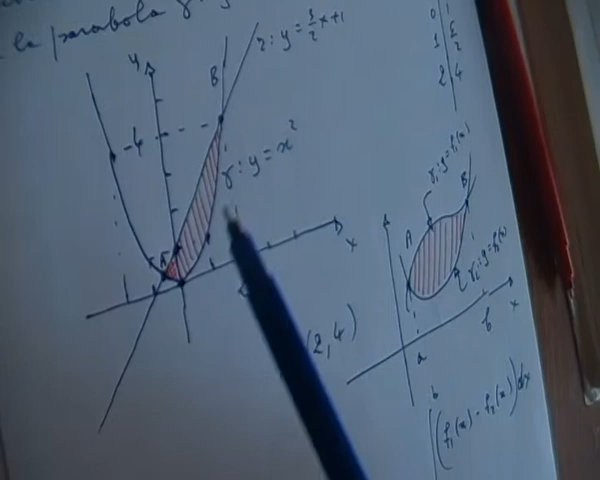 la parabola γ:
y
B
r: y = 3/2 x+1
0 1
1 5/2
2 4
4
γ: y = x²
A
1
x
γ₁: y=f₁(x)
B
A
γ₂: y=f₂(x)
a
b
x
(2,4)
b
∫(f₁(x) - f₂(x))dx